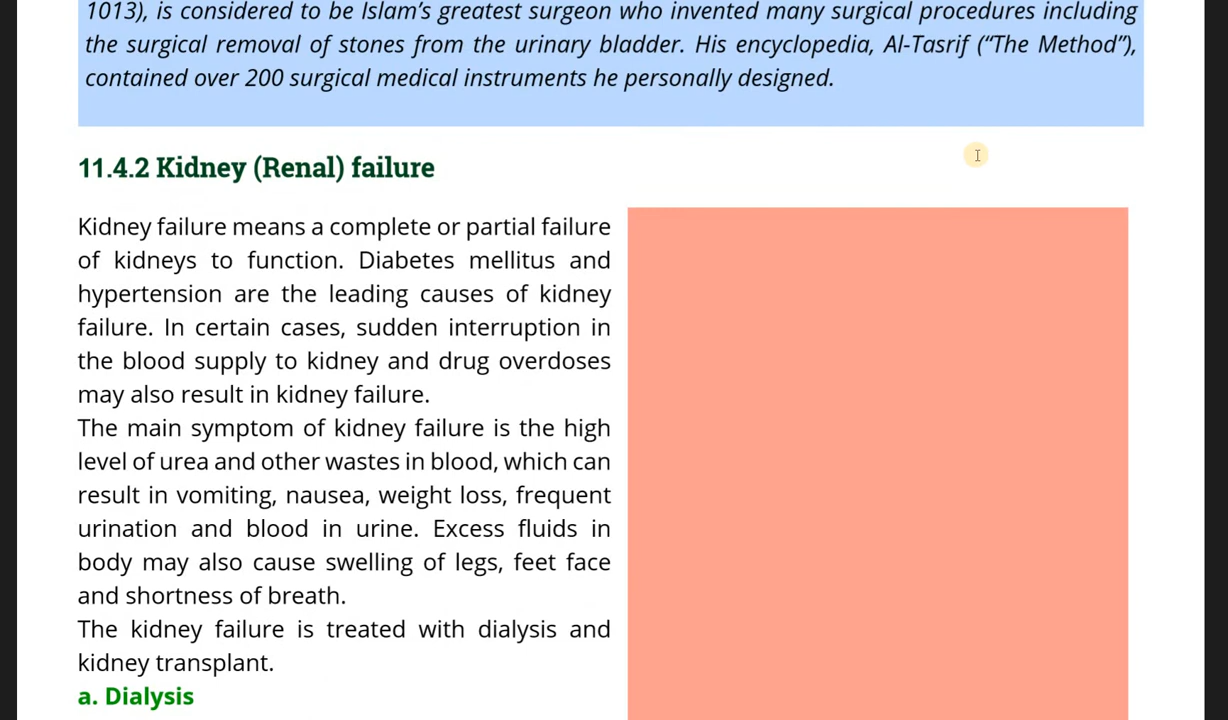 1013), is considered to be Islam’s greatest surgeon who invented many surgical procedures including
the surgical removal of stones from the urinary bladder. His encyclopedia, Al-Tasrif (“The Method”),
contained over 200 surgical medical instruments he personally designed.
11.4.2 Kidney (Renal) failure
Kidney failure means a complete or partial failure
of kidneys to function. Diabetes mellitus and
hypertension are the leading causes of kidney
failure. In certain cases, sudden interruption in
the blood supply to kidney and drug overdoses
may also result in kidney failure.
The main symptom of kidney failure is the high
level of urea and other wastes in blood, which can
result in vomiting, nausea, weight loss, frequent
urination and blood in urine. Excess fluids in
body may also cause swelling of legs, feet face
and shortness of breath.
The kidney failure is treated with dialysis and
kidney transplant.
a. Dialysis